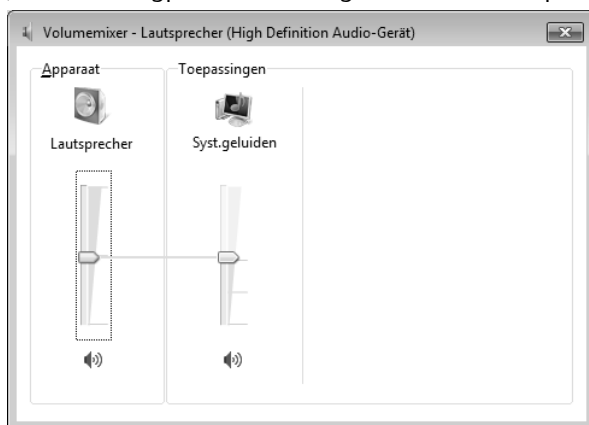 Volumemixer - Lautsprecher (High Definition Audio-Gerät)
Apparaat
Toepassingen
Lautsprecher
Syst.geluiden